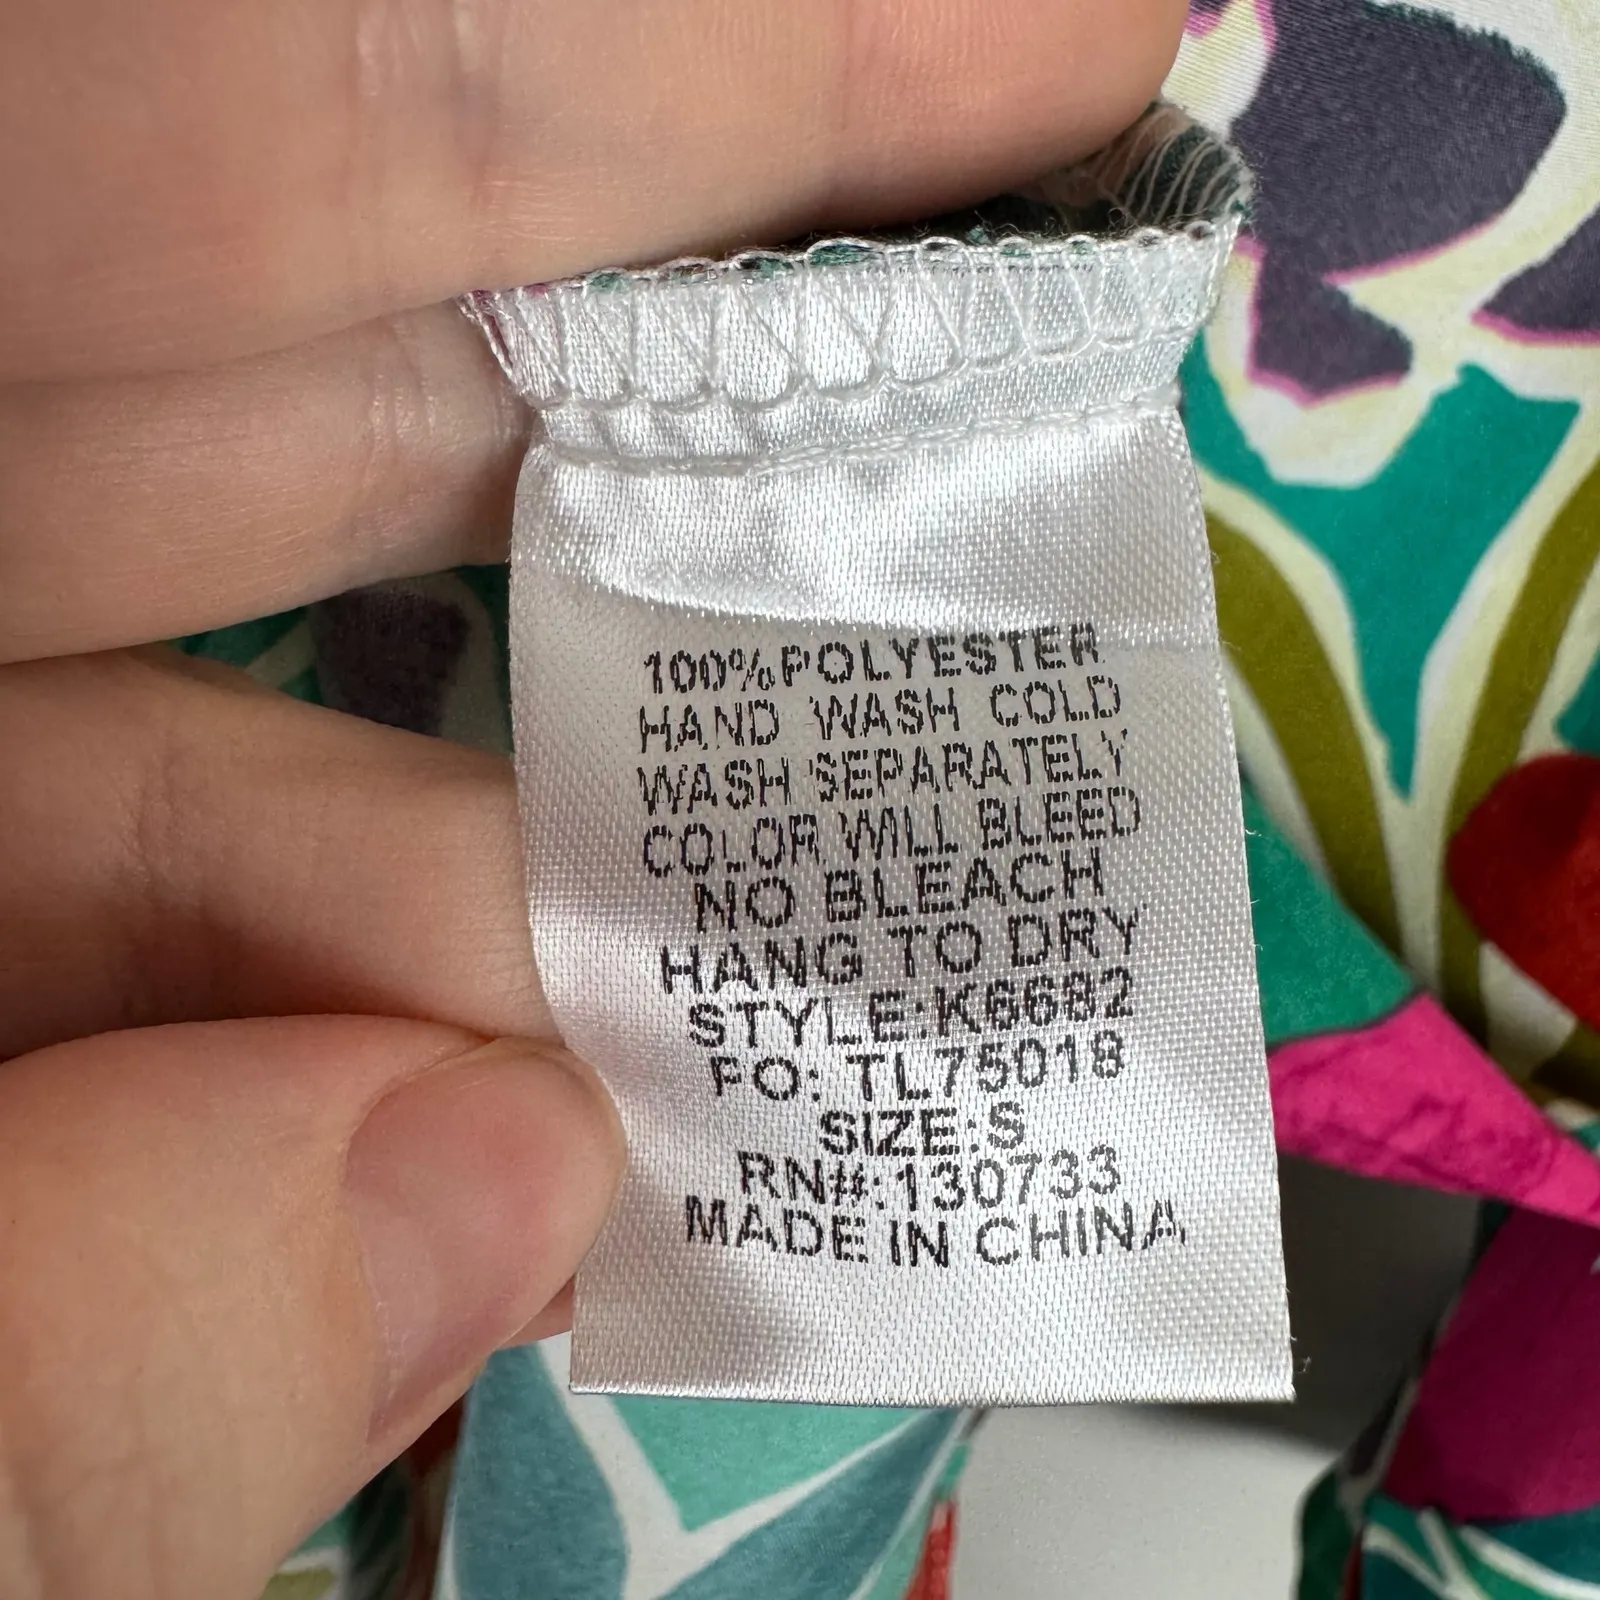 100%POLYESTER
HAND WASH COLD
WASH SEPARATELY
COLOR WILL BLEED
NO BLEACH
HANG TO DRY
STYLE:K6682
PO: TL75018
SIZE:S
RN#:130733
MADE IN CHINA